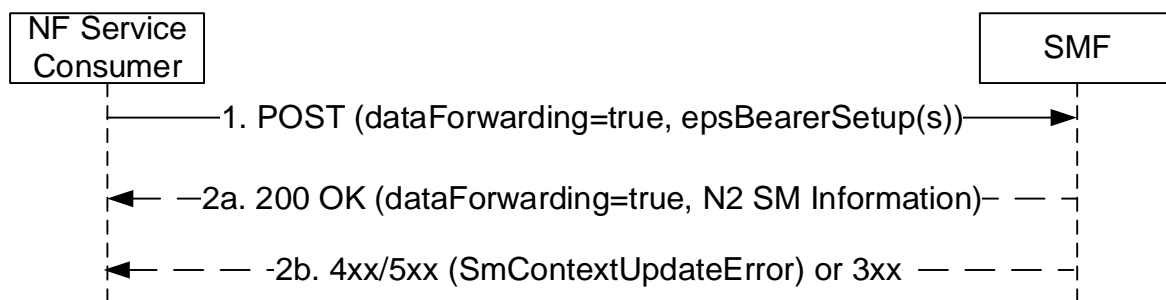 NF Service
Consumer
SMF
1. POST (dataForwarding=true, epsBearerSetup(s))
2a. 200 OK (dataForwarding=true, N2 SM Information)
2b. 4xx/5xx (SmContextUpdateError) or 3xx